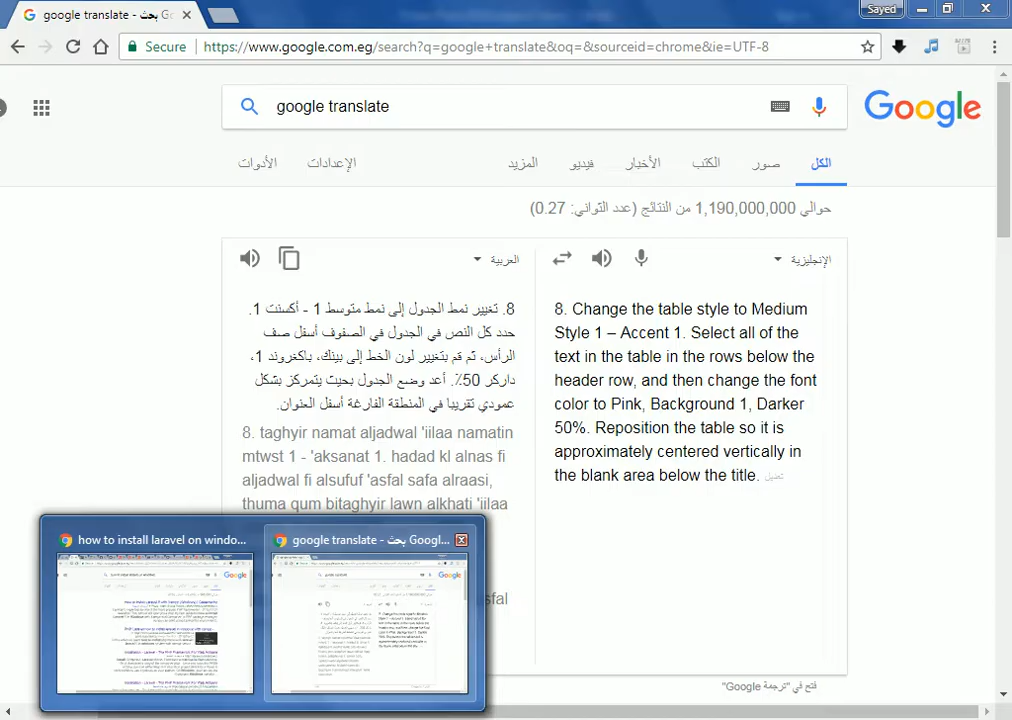 google translate - بحث Go
Sayed
Secure
https://www.google.com.eg/search?q=google+translate&oq=&sourceid=chrome&ie=UTF-8
google translate
Google
الكل
صور
الكتب
الأخبار
فيديو
المزيد
الإعدادات
الأدوات
حوالي 1,190,000,000 من النتائج (عدد الثواني: 0.27)
الإنجليزية
8. Change the table style to Medium
Style 1 – Accent 1. Select all of the
text in the table in the rows below the
header row, and then change the font
color to Pink, Background 1, Darker
50%. Reposition the table so it is
approximately centered vertically in
the blank area below the title.
تعديل
العربية
8. تغيير نمط الجدول إلى نمط متوسط 1 - أكسنت 1.
حدد كل النص في الجدول في الصفوف أسفل صف
الرأس، ثم قم بتغيير لون الخط إلى بينك، باكغروند 1،
داركر 50٪. أعد وضع الجدول بحيث يتمركز بشكل
عمودي تقريبا في المنطقة الفارغة أسفل العنوان.
8. taghyir namat aljadwal 'iilaa namatin
mtwst 1 - 'aksanat 1. hadad kl alnas fi
aljadwal fi alsufuf 'asfal safa alraasi,
thuma qum bitaghyir lawn alkhati 'iilaa
sfal
فتح في "ترجمة Google"
how to install laravel on windo...
google translate - بحث Googl...